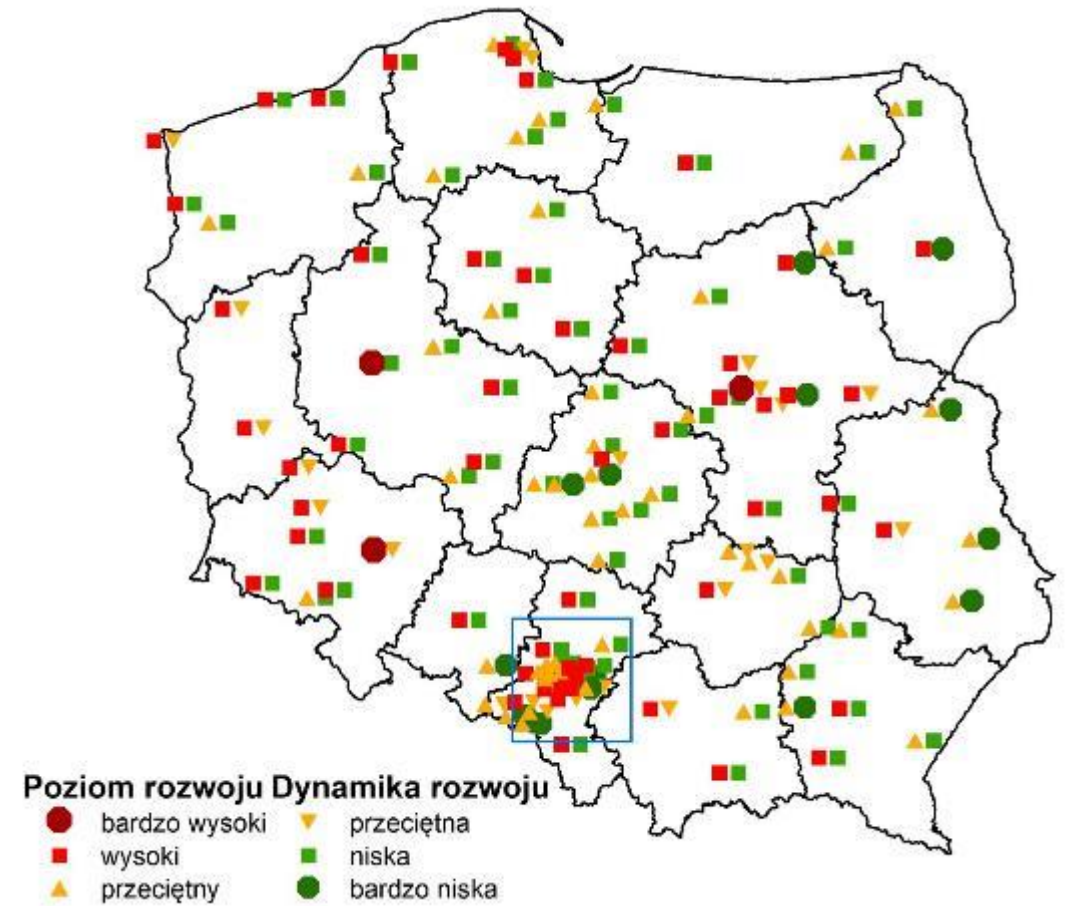 Poziom rozwoju Dynamika rozwoju
bardzo wysoki przeciętna
wysoki niska
przeciętny bardzo niska